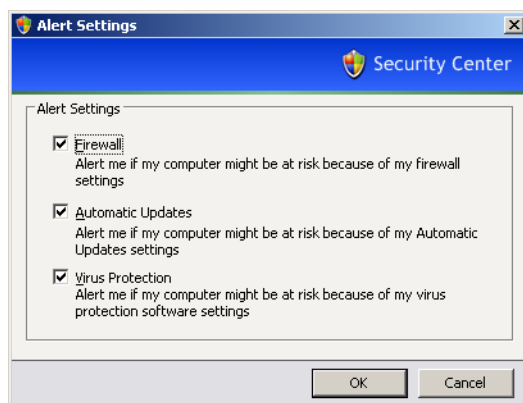 Alert Settings
Security Center
Alert Settings
Firewall
Alert me if my computer might be at risk because of my firewall
settings
Automatic Updates
Alert me if my computer might be at risk because of my Automatic
Updates settings
Virus Protection
Alert me if my computer might be at risk because of my virus
protection software settings
OK
Cancel